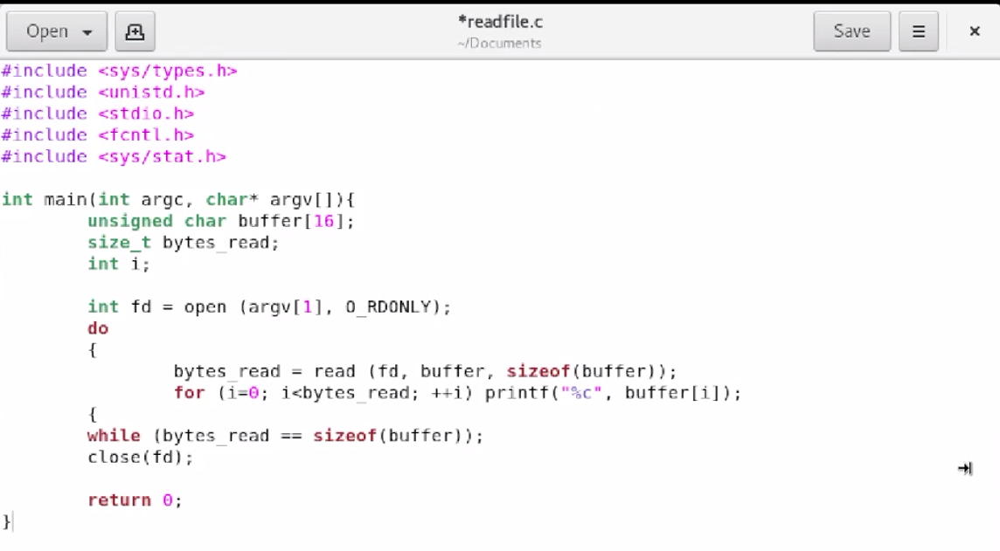 Open
*readfile.c
~/Documents
Save
#include <sys/types.h>
#include <unistd.h>
#include <stdio.h>
#include <fcntl.h>
#include <sys/stat.h>
int main(int argc, char* argv[]){
        unsigned char buffer[16];
        size_t bytes_read;
        int i;
        int fd = open (argv[1], O_RDONLY);
        do
        {
                bytes_read = read (fd, buffer, sizeof(buffer));
                for (i=0; i<bytes_read; ++i) printf("%c", buffer[i]);
        {
        while (bytes_read == sizeof(buffer));
        close(fd);
        return 0;
}